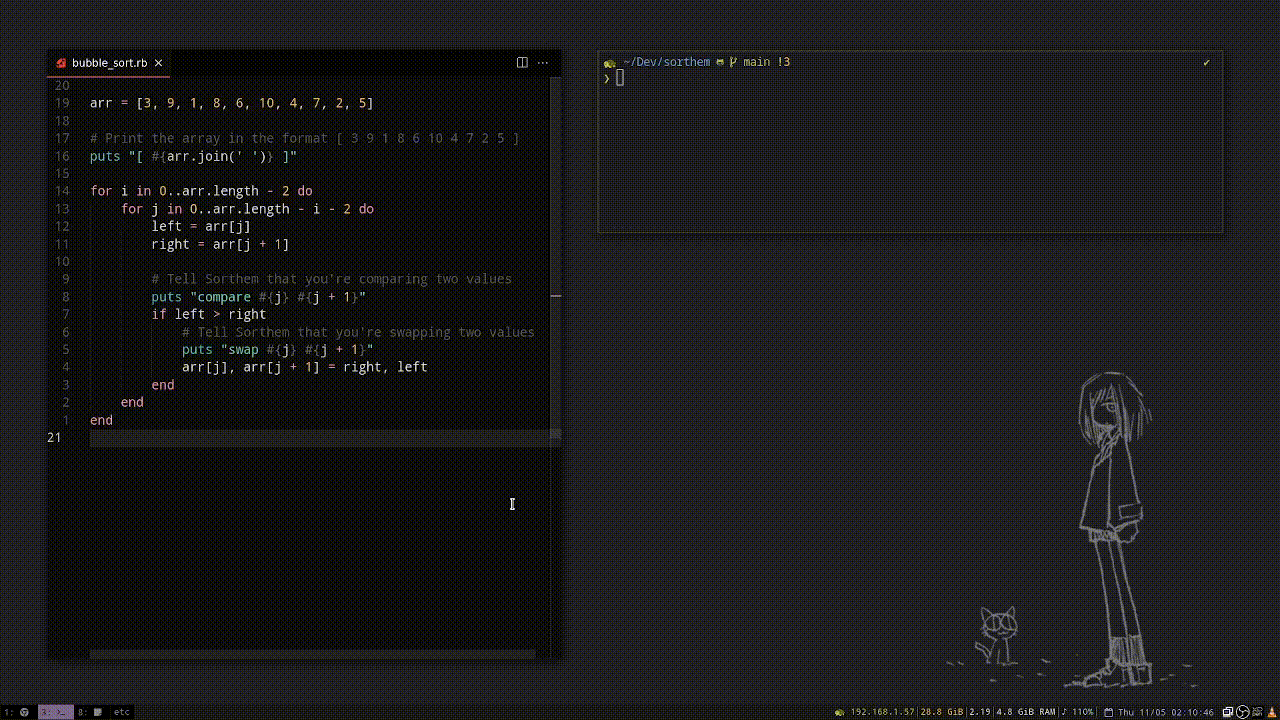 bubble_sort.rb ×
20
19 arr = [3, 9, 1, 8, 6, 10, 4, 7, 2, 5]
18
17 # Print the array in the format [ 3 9 1 8 6 10 4 7 2 5 ]
16 puts "[ #{arr.join(' ')} ]"
15
14 for i in 0..arr.length - 2 do
13 for j in 0..arr.length - i - 2 do
12 left = arr[j]
11 right = arr[j + 1]
10
9 # Tell Sorthem that you're comparing two values
8 puts "compare #{j} #{j + 1}"
7 if left > right
6 # Tell Sorthem that you're swapping two values
5 puts "swap #{j} #{j + 1}"
4 arr[j], arr[j + 1] = right, left
3 end
2 end
1 end
21
~/Dev/sorthem main !3 ✔
❯
1: 3: 8: etc
192.168.1.57| 28.8 GiB| 2.19| 4.8 GiB RAM| ♪ 110%| Thu 11/05 02:10:46